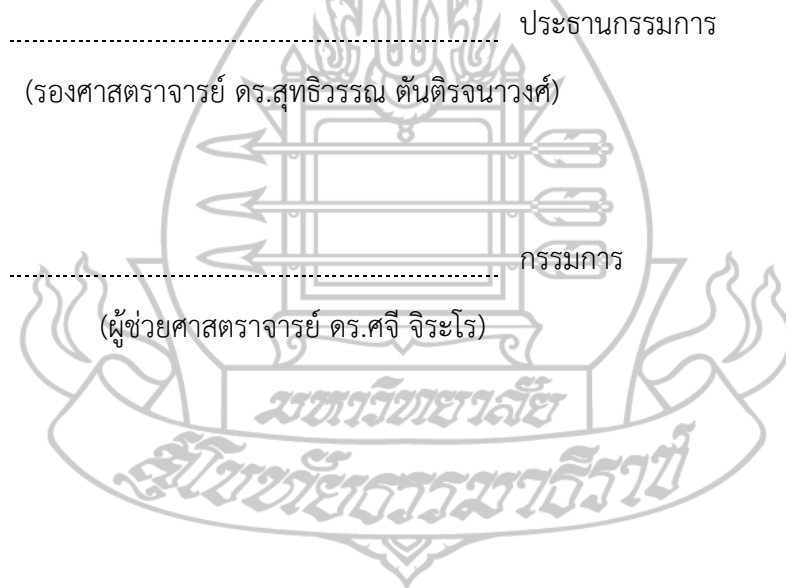 ................................................................ ประธานกรรมการ
(รองศาสตราจารย์ ดร.สุทธิวรรณ ตันติรจนาวงศ์)
................................................................ กรรมการ
(ผู้ช่วยศาสตราจารย์ ดร.ศจี จิระโร)
มหาวิทยาลัย
สุโขทัยธรรมาธิราช